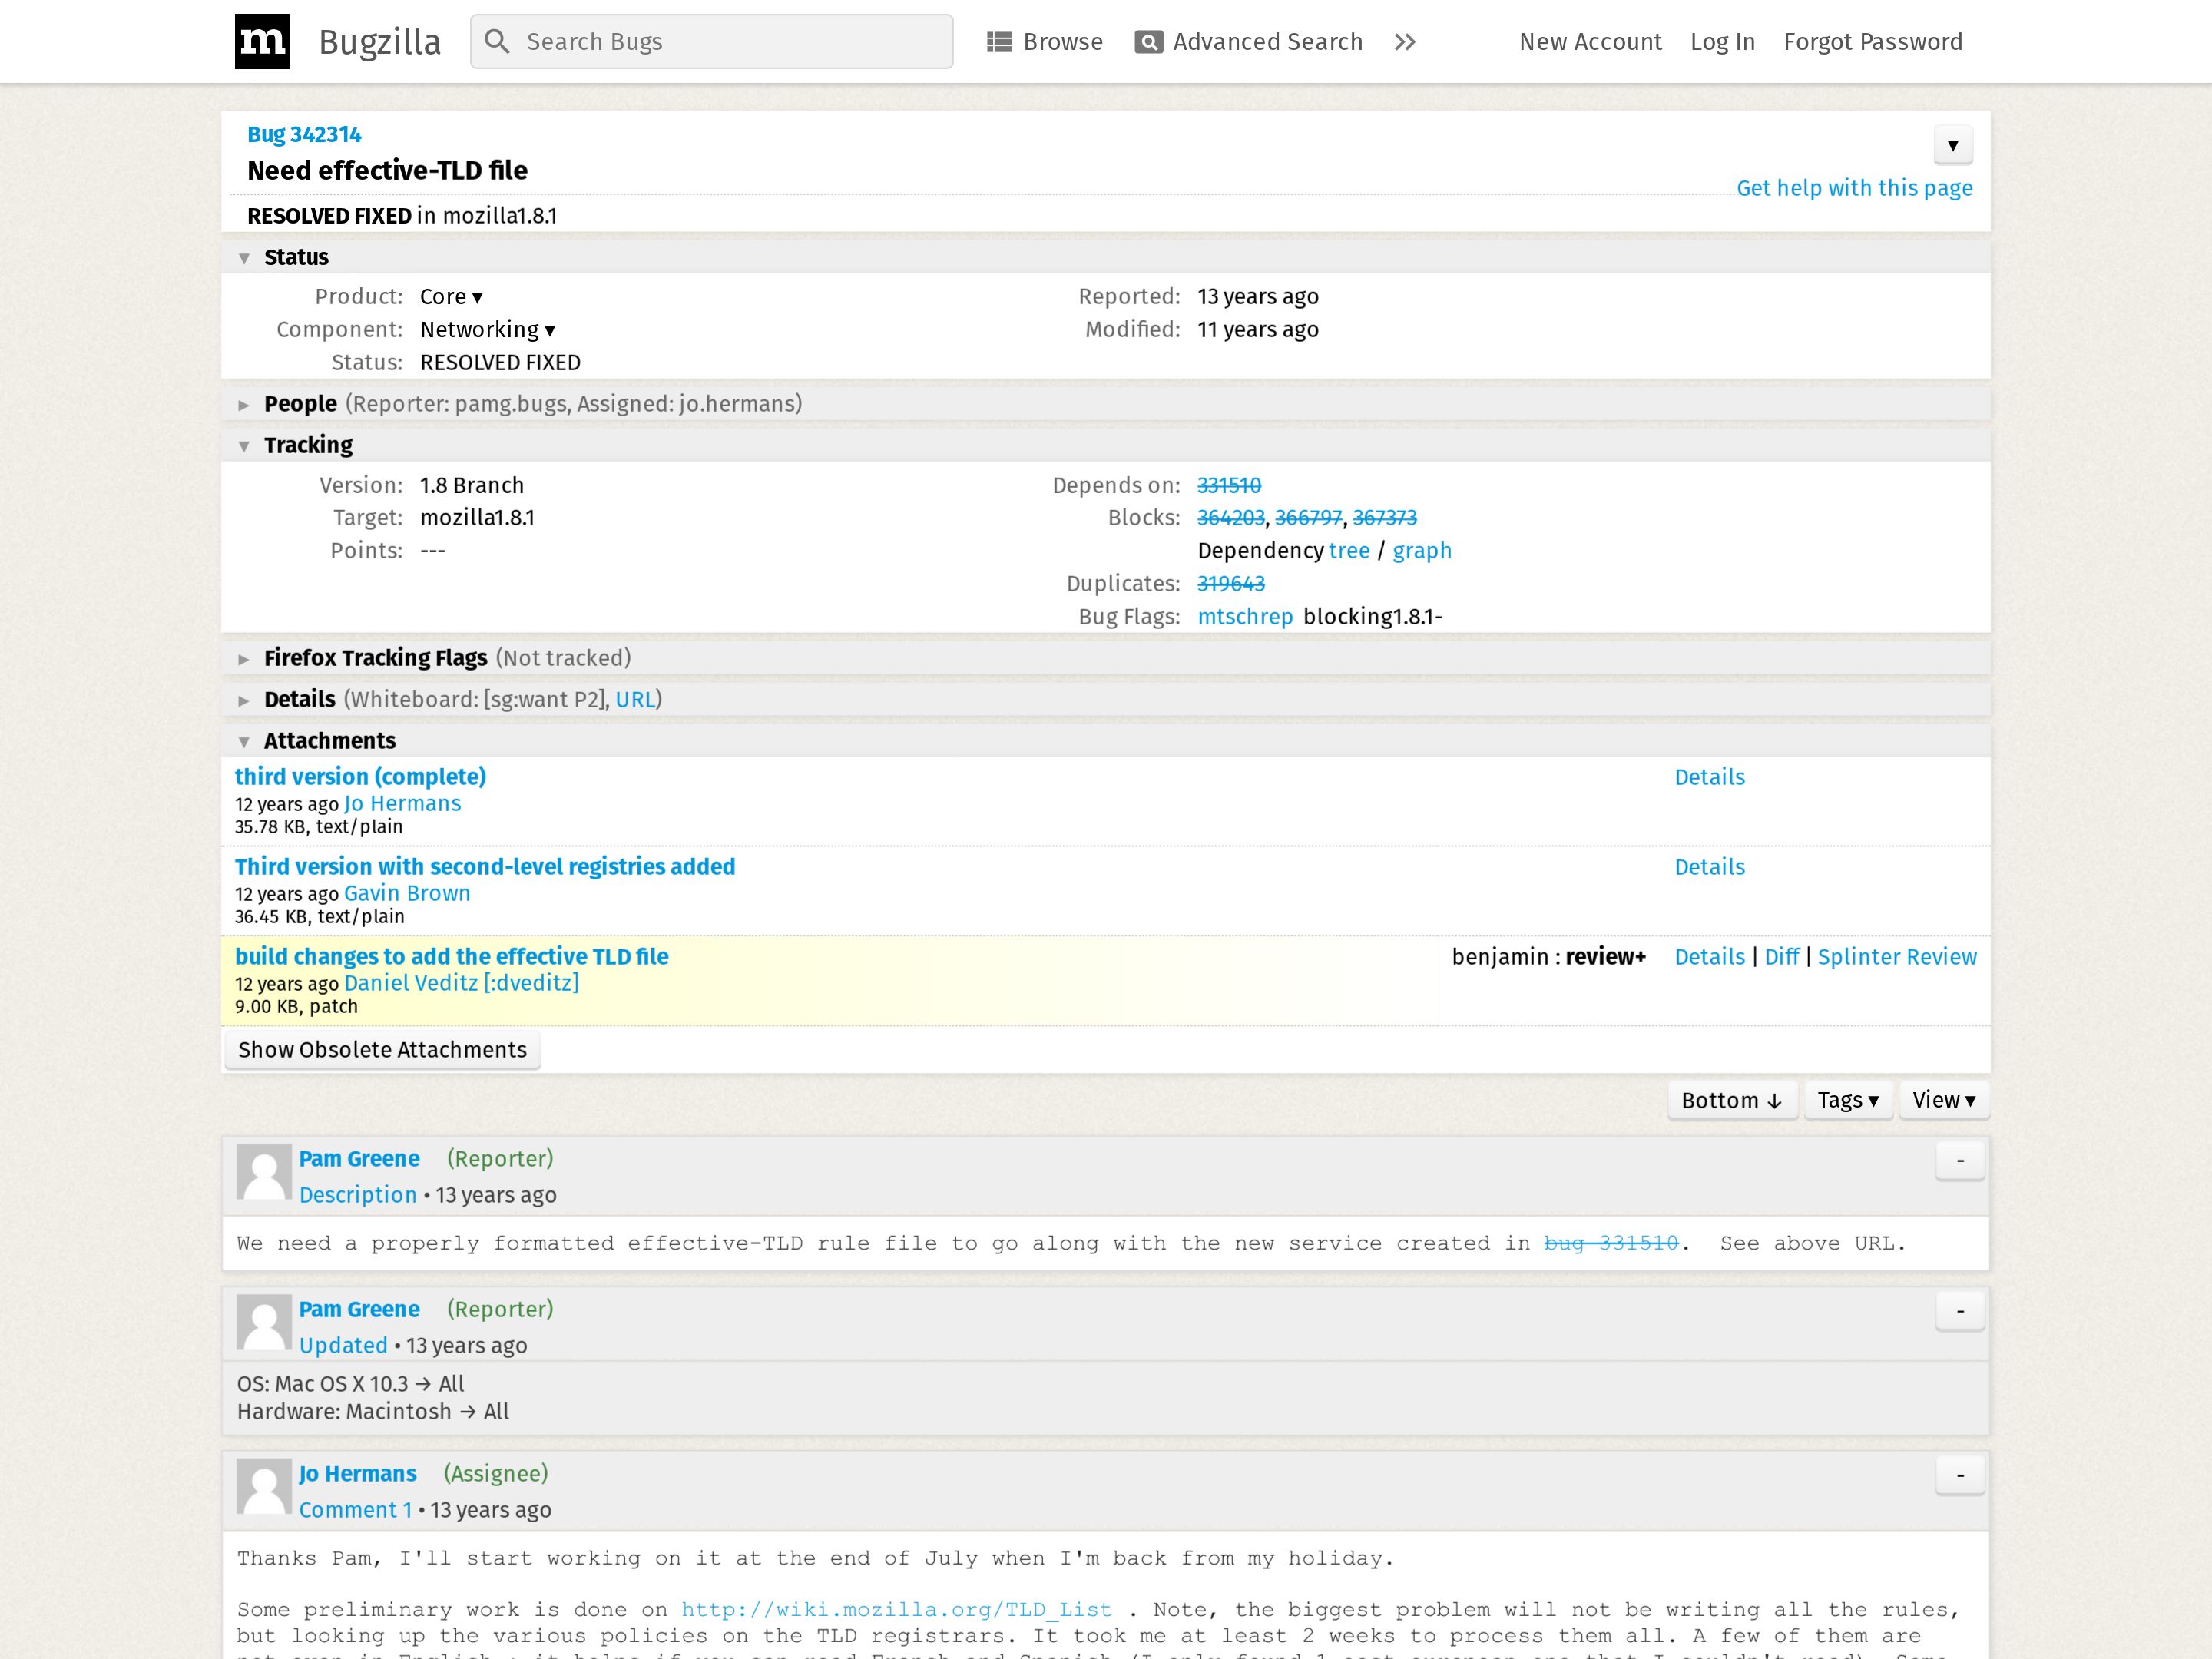 m Bugzilla Search Bugs Browse Advanced Search New Account Log In Forgot Password
Bug 342314
▼
Need effective-TLD file
Get help with this page
RESOLVED FIXED in mozilla1.8.1
▼ Status
Product: Core ▾ Reported: 13 years ago
Component: Networking ▾ Modified: 11 years ago
Status: RESOLVED FIXED
▶ People (Reporter: pamg.bugs, Assigned: jo.hermans)
▼ Tracking
Version: 1.8 Branch Depends on: 331510
Target: mozilla1.8.1 Blocks: 364203, 366797, 367373
Points: --- Dependency tree / graph
Duplicates: 319643
Bug Flags: mtschrep blocking1.8.1-
▶ Firefox Tracking Flags (Not tracked)
▶ Details (Whiteboard: [sg:want P2], URL)
▼ Attachments
third version (complete) Details
12 years ago Jo Hermans
35.78 KB, text/plain
Third version with second-level registries added Details
12 years ago Gavin Brown
36.45 KB, text/plain
build changes to add the effective TLD file benjamin : review+ Details | Diff | Splinter Review
12 years ago Daniel Veditz [:dveditz]
9.00 KB, patch
Show Obsolete Attachments
Bottom ↓ Tags ▾ View ▾
Pam Greene (Reporter) -
Description • 13 years ago
We need a properly formatted effective-TLD rule file to go along with the new service created in bug 331510.  See above URL.
Pam Greene (Reporter) -
Updated • 13 years ago
OS: Mac OS X 10.3 → All
Hardware: Macintosh → All
Jo Hermans (Assignee) -
Comment 1 • 13 years ago
Thanks Pam, I'll start working on it at the end of July when I'm back from my holiday.
Some preliminary work is done on http://wiki.mozilla.org/TLD_List . Note, the biggest problem will not be writing all the rules,
but looking up the various policies on the TLD registrars. It took me at least 2 weeks to process them all. A few of them are